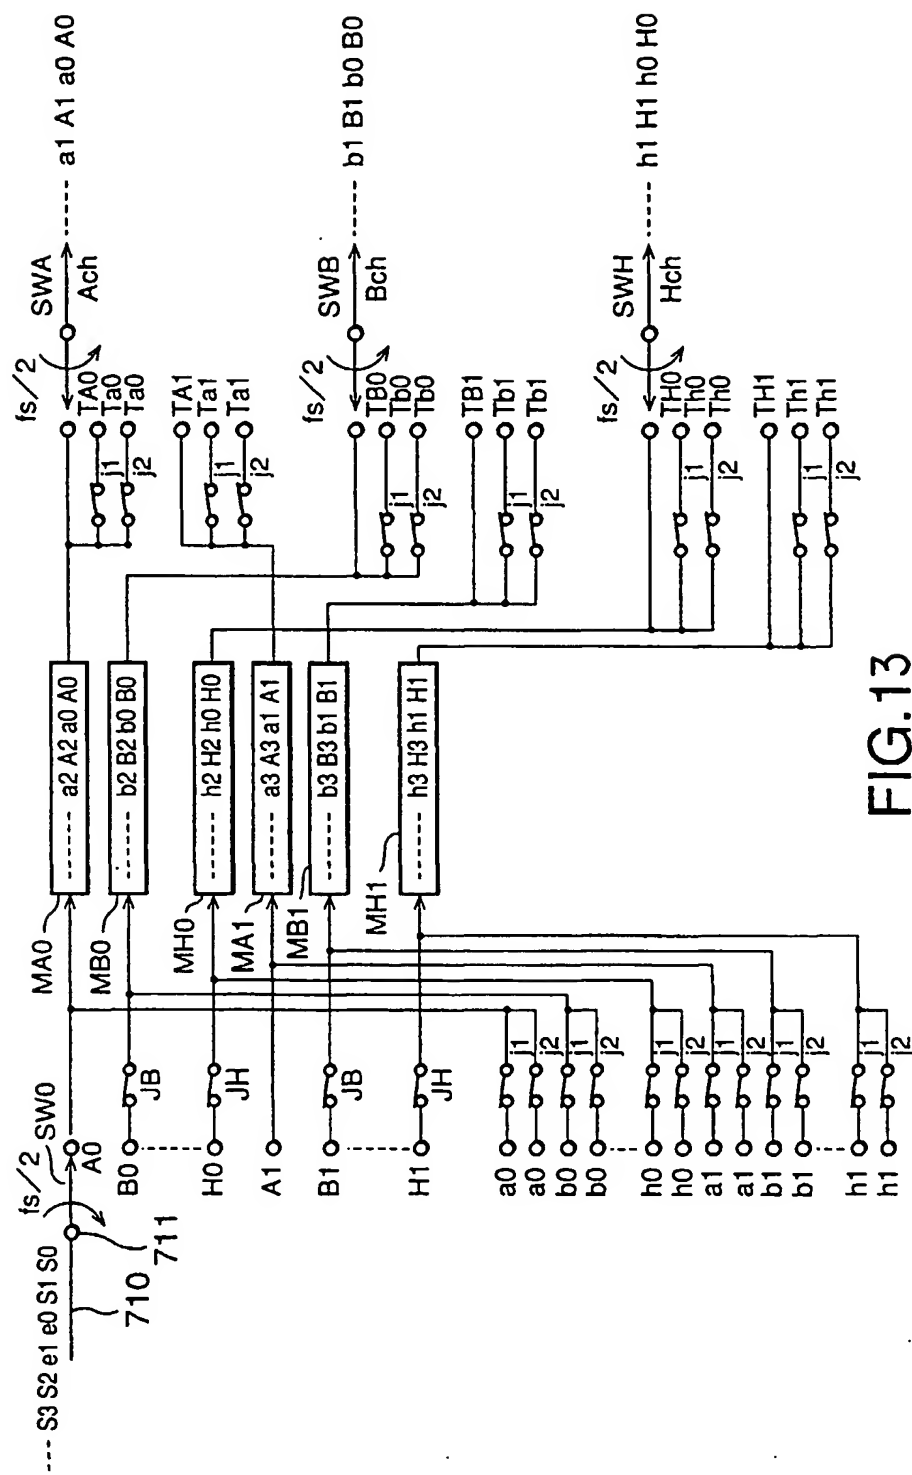 ---- S3 S2 e1 e0 S1 S0
710
711
fs/2
SW0
A0
B0
JB
H0
JH
A1
B1
JB
H1
JH
a0
j1
a0
j2
b0
j1
b0
j2
h0
j1
h0
j2
a1
j1
a1
j2
b1
j1
b1
j2
h1
j1
h1
j2
MA0
------ a2 A2 a0 A0
MB0
------ b2 B2 b0 B0
MH0
------ h2 H2 h0 H0
MA1
------ a3 A3 a1 A1
MB1
------ b3 B3 b1 B1
MH1
------ h3 H3 h1 H1
fs/2
SWA
Ach
---- a1 A1 a0 A0
TA0
Ta0
j1
Ta0
j2
TA1
Ta1
j1
Ta1
j2
fs/2
SWB
Bch
---- b1 B1 b0 B0
TB0
Tb0
j1
Tb0
j2
TB1
Tb1
j1
Tb1
j2
fs/2
SWH
Hch
---- h1 H1 h0 H0
TH0
Th0
j1
Th0
j2
TH1
Th1
j1
Th1
j2
FIG.13